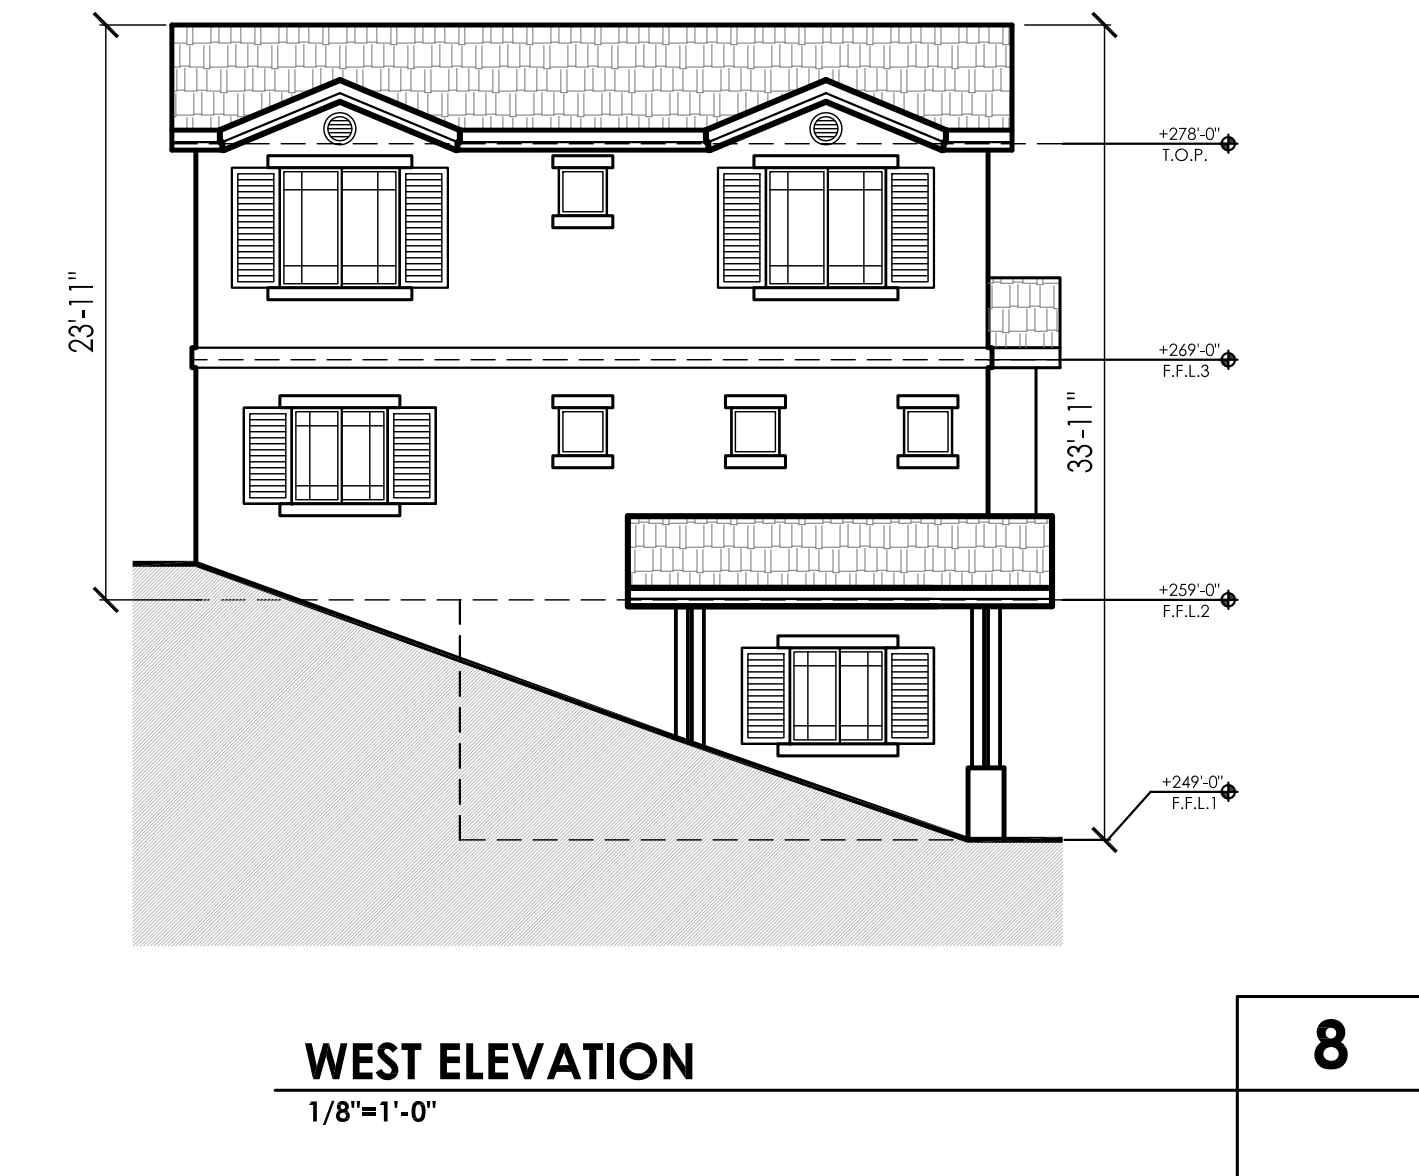 +278'-0"
T.O.P.
23'-11"
+269'-0"
F.F.L.3
33'-11"
+259'-0"
F.F.L.2
+249'-0"
F.F.L.1
WEST ELEVATION
8
1/8"=1'-0"